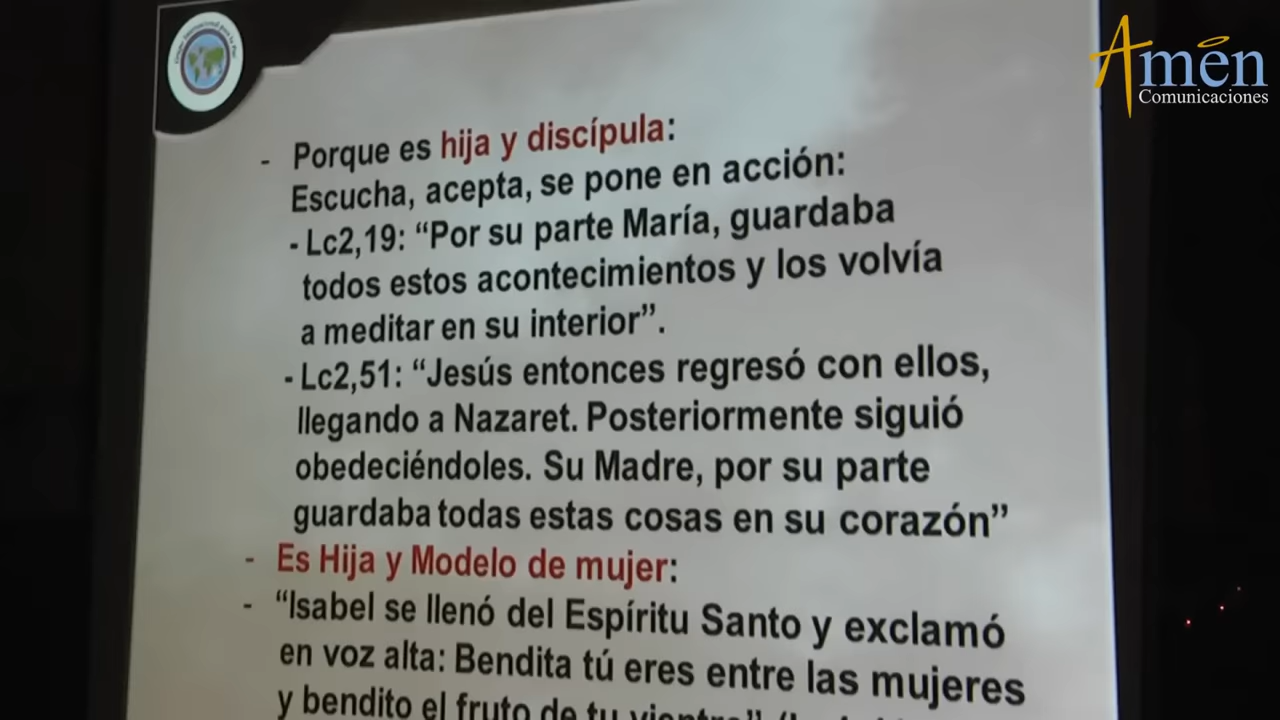 Amén
Comunicaciones
- Porque es hija y discípula:
Escucha, acepta, se pone en acción:
- Lc2,19: “Por su parte María, guardaba
todos estos acontecimientos y los volvía
a meditar en su interior”.
- Lc2,51: “Jesús entonces regresó con ellos,
llegando a Nazaret. Posteriormente siguió
obedeciéndoles. Su Madre, por su parte
guardaba todas estas cosas en su corazón”
- Es Hija y Modelo de mujer:
- “Isabel se llenó del Espíritu Santo y exclamó
en voz alta: Bendita tú eres entre las mujeres
y bendito el fruto de tu vientre”